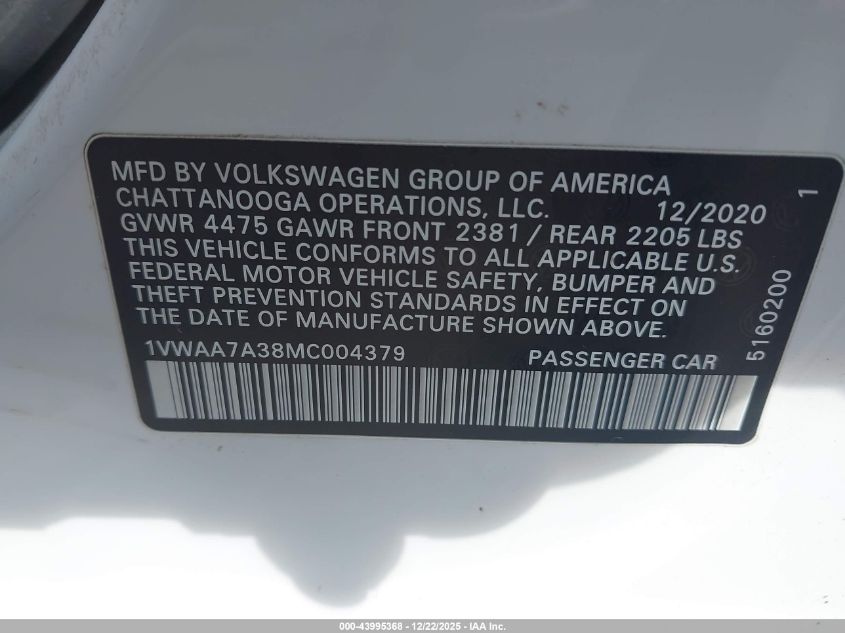 MFD BY VOLKSWAGEN GROUP OF AMERICA
CHATTANOOGA OPERATIONS, LLC. 12/2020
GVWR 4475 GAWR FRONT 2381 / REAR 2205 LBS
THIS VEHICLE CONFORMS TO ALL APPLICABLE U.S.
FEDERAL MOTOR VEHICLE SAFETY, BUMPER AND
THEFT PREVENTION STANDARDS IN EFFECT ON
THE DATE OF MANUFACTURE SHOWN ABOVE.
1VWAA7A38MC004379 PASSENGER CAR
5160200 1
000-43995368 - 12/22/2025 - IAA Inc.